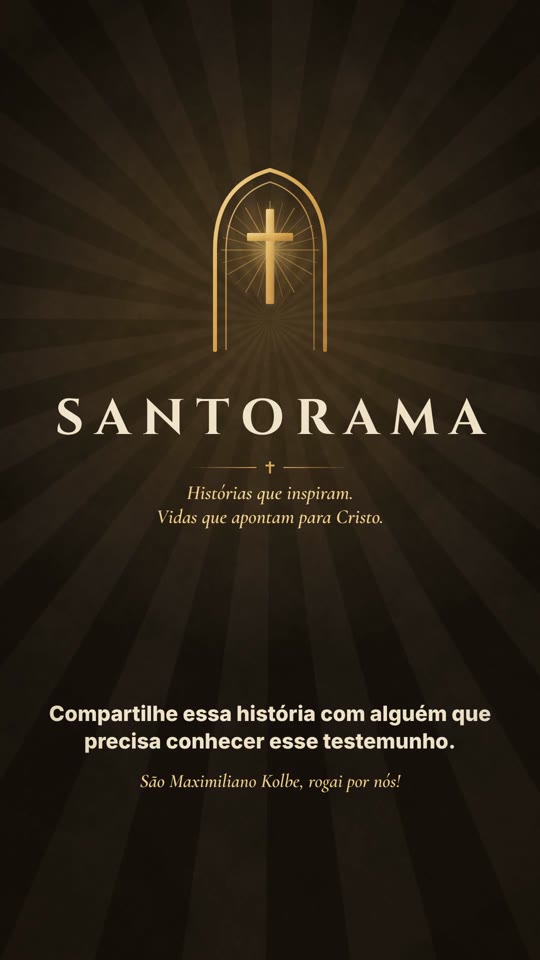 SANTORAMA
Histórias que inspiram.
Vidas que apontam para Cristo.
Compartilhe essa história com alguém que
precisa conhecer esse testemunho.
São Maximiliano Kolbe, rogai por nós!